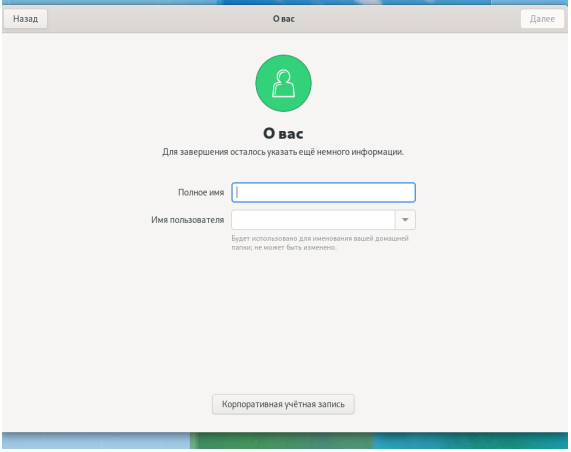 Назад
О вас
Далее
О вас
Для завершения осталось указать ещё немного информации.
Полное имя
Имя пользователя
Будет использовано для именования вашей домашней
папки; не может быть изменено.
Корпоративная учётная запись